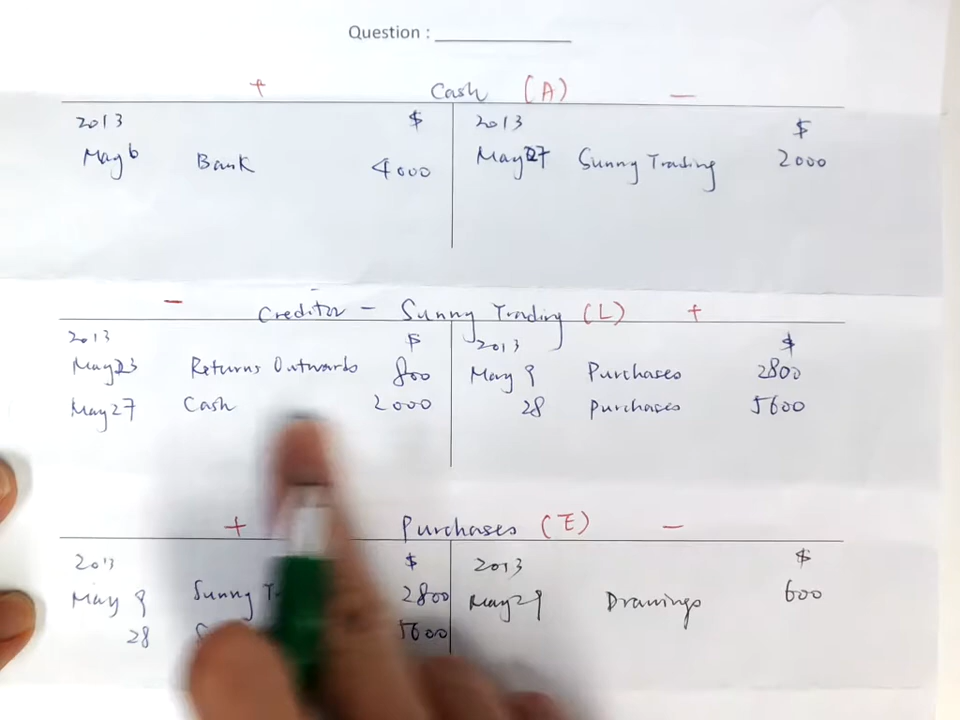 Question : ____________
+ Cash (A) −
2013 $ 2013 $
May 6 Bank 4000 May 27 Sunny Trading 2000
− Creditor - Sunny Trading (L) +
2013 $ 2013 $
May 23 Returns Outwards 800 May 9 Purchases 2800
May 27 Cash 2000 28 Purchases 5600
+ Purchases (E) −
2013 $ 2013 $
May 9 Sunny 2800 May 29 Drawings 600
28 5600